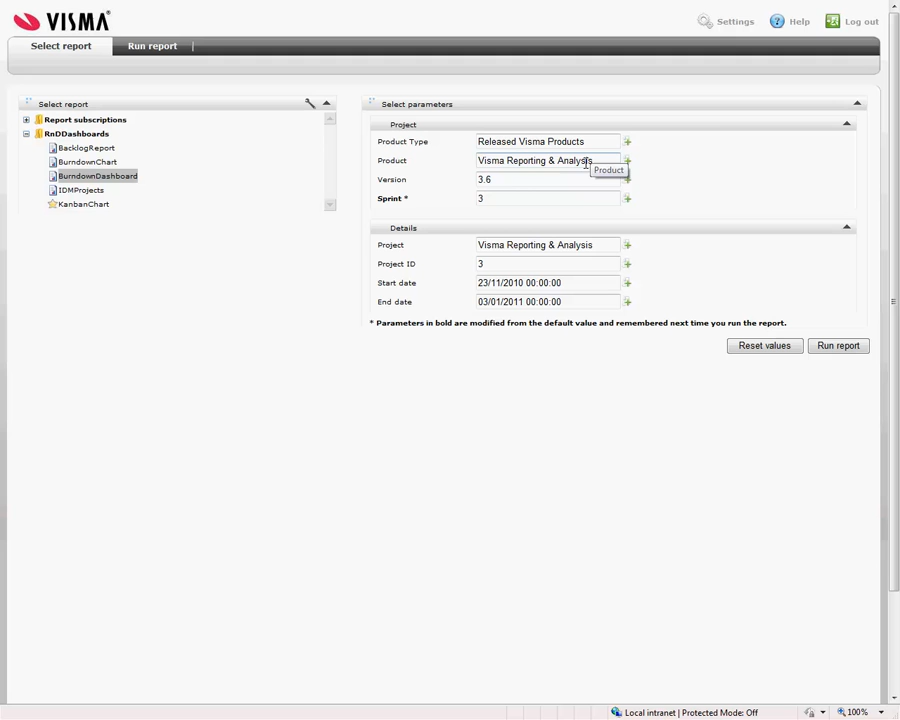 VISMA®
Settings
Help
Log out
Select report
Run report
Select report
Report subscriptions
RnDDashboards
BacklogReport
BurndownChart
BurndownDashboard
IDMProjects
KanbanChart
Select parameters
Project
Product Type Released Visma Products
Product Visma Reporting & Analysis
Product
Version 3.6
Sprint * 3
Details
Project Visma Reporting & Analysis
Project ID 3
Start date 23/11/2010 00:00:00
End date 03/01/2011 00:00:00
* Parameters in bold are modified from the default value and remembered next time you run the report.
Reset values
Run report
Local intranet | Protected Mode: Off
100%